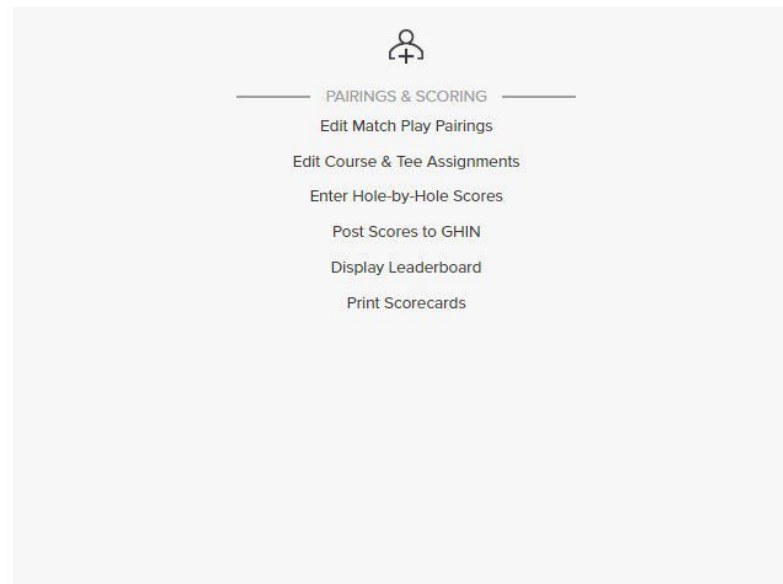 PAIRINGS & SCORING
Edit Match Play Pairings
Edit Course & Tee Assignments
Enter Hole-by-Hole Scores
Post Scores to GHIN
Display Leaderboard
Print Scorecards